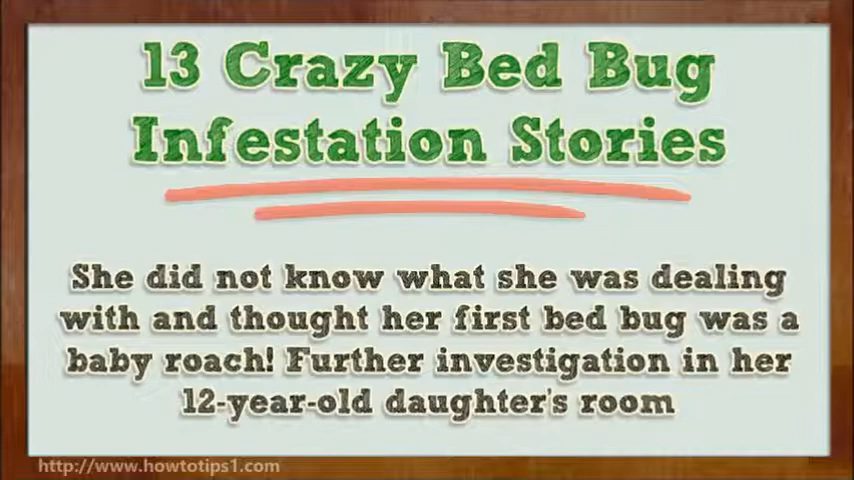 13 Crazy Bed Bug
Infestation Stories
She did not know what she was dealing
with and thought her first bed bug was a
baby roach! Further investigation in her
12-year-old daughter's room
http://www.howtotips1.com